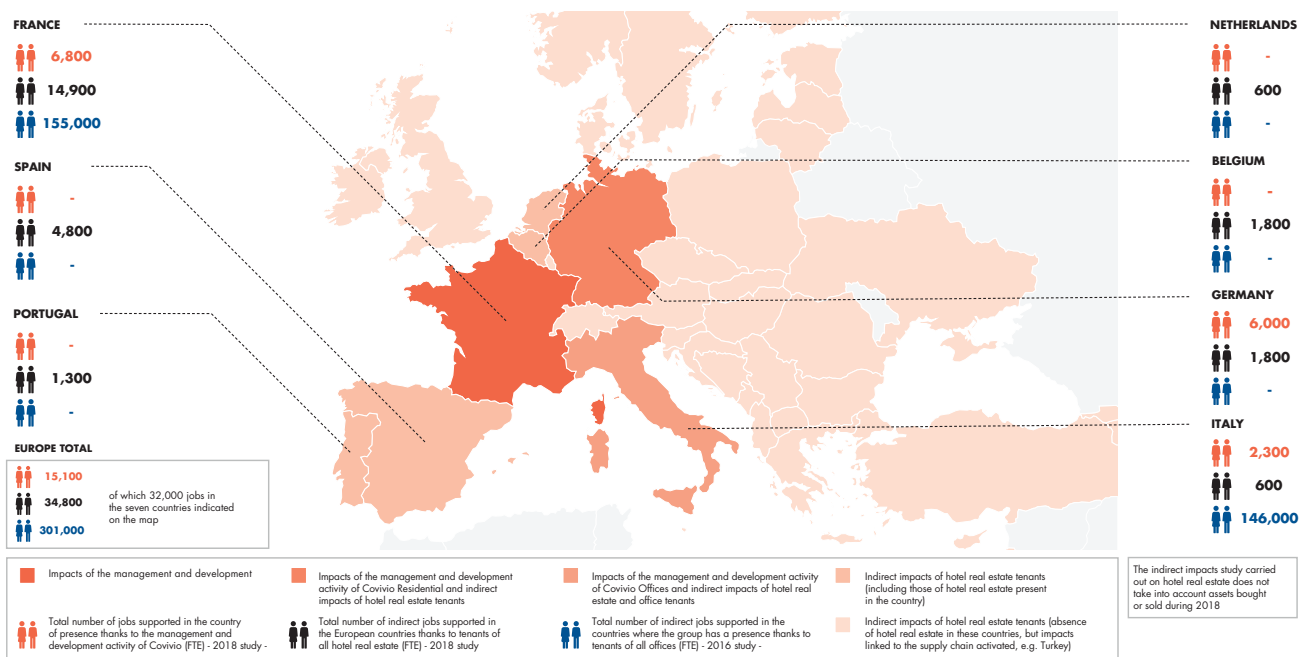 FRANCE
6,800
14,900
155,000
SPAIN
-
4,800
-
PORTUGAL
-
1,300
-
EUROPE TOTAL
15,100
34,800
301,000
of which 32,000 jobs in
the seven countries indicated
on the map
NETHERLANDS
-
600
-
BELGIUM
-
1,800
-
GERMANY
6,000
1,800
-
ITALY
2,300
600
146,000
Impacts of the management and development
Impacts of the management and development
activity of Covivio Residential and indirect
impacts of hotel real estate tenants
Impacts of the management and development activity
of Covivio Offices and indirect impacts of hotel real
estate and office tenants
Indirect impacts of hotel real estate tenants
(including those of hotel real estate present
in the country)
Total number of jobs supported in the country
of presence thanks to the management and
development activity of Covivio (FTE) - 2018 study -
Total number of indirect jobs supported in
the European countries thanks to tenants of
all hotel real estate (FTE) - 2018 study
Total number of indirect jobs supported in the
countries where the group has a presence thanks to
tenants of all offices (FTE) - 2016 study -
Indirect impacts of hotel real estate tenants (absence
of hotel real estate in these countries, but impacts
linked to the supply chain activated, e.g. Turkey)
The indirect impacts study carried
out on hotel real estate does not
take into account assets bought
or sold during 2018